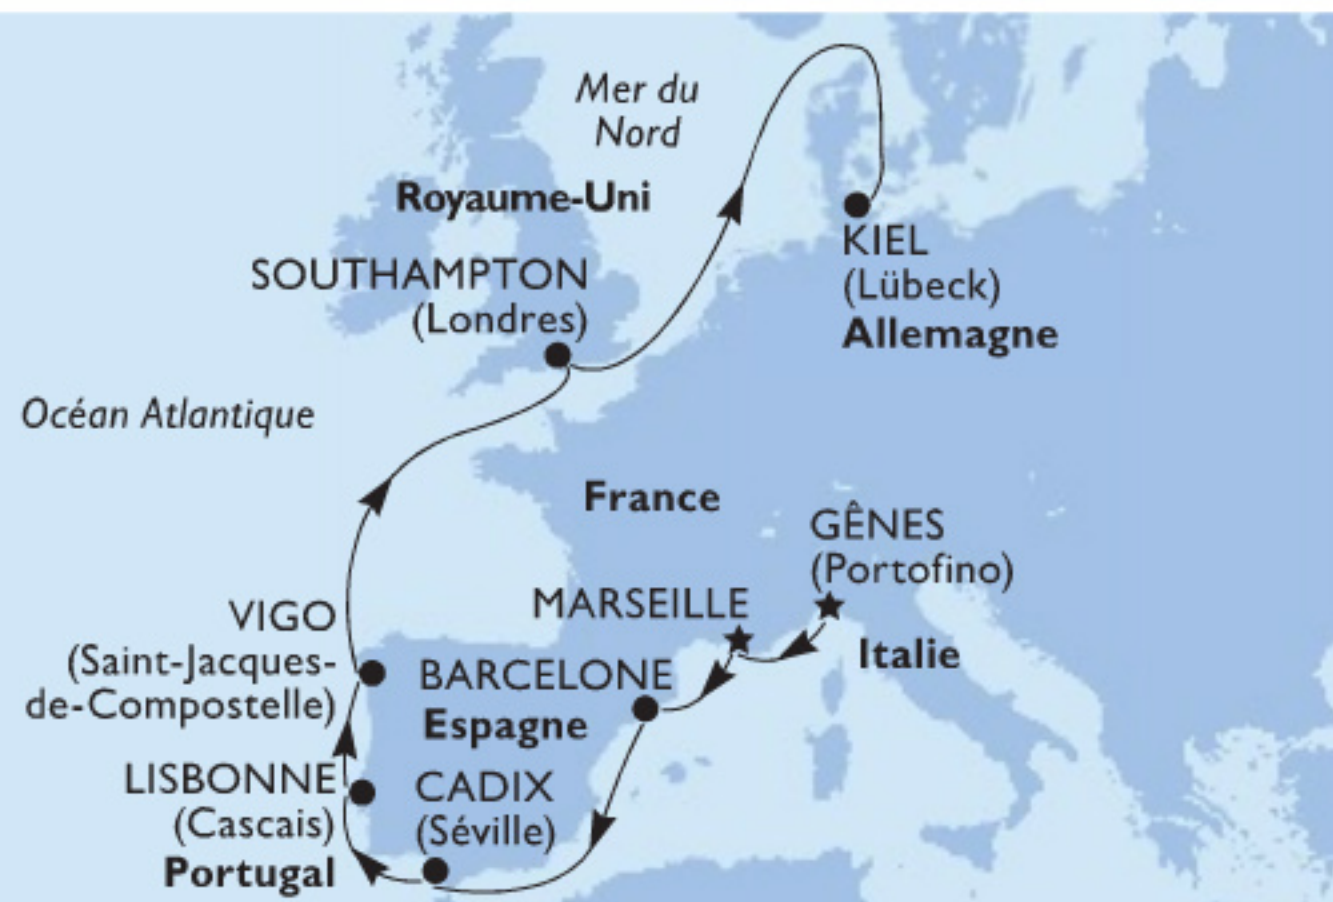 Mer du
Nord
Royaume-Uni
SOUTHAMPTON
(Londres)
KIEL
(Lübeck)
Allemagne
Océan Atlantique
France
GÊNES
(Portofino)
MARSEILLE
Italie
VIGO
(Saint-Jacques-
de-Compostelle)
BARCELONE
Espagne
LISBONNE
(Cascais)
Portugal
CADIX
(Séville)